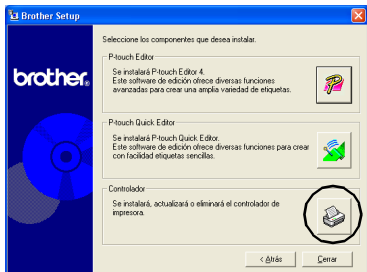 Brother Setup
Seleccione los componentes que desea instalar.
brother®
P-touch Editor
Se instalará P-touch Editor 4.
Este software de edición ofrece diversas funciones
avanzadas para crear una amplia variedad de etiquetas.
P-touch Quick Editor
Se instalará P-touch Quick Editor.
Este software de edición ofrece diversas funciones para crear
con facilidad etiquetas sencillas.
Controlador
Se instalará, actualizará o eliminará el controlador de
impresora.
< Atrás
Cerrar